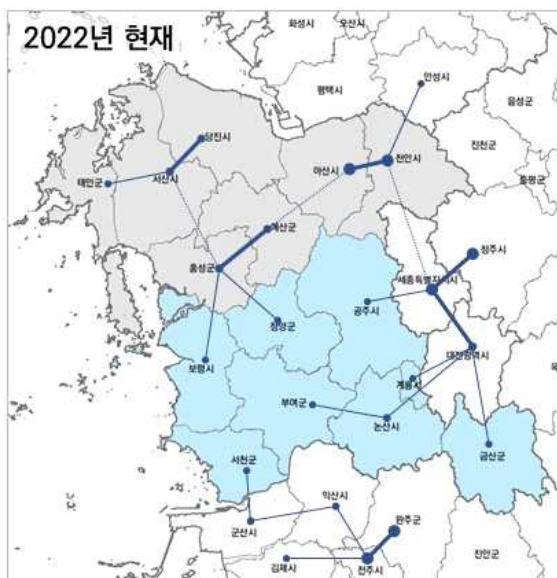 2022년 현재
화성시
오산시
안성시
평택시
음성군
진천군
증평군
당진시
아산시
천안시
태안군
서산시
예산군
청주시
홍성군
세종특별자치시
공주시
청양군
대전광역시
보령시
계룡시
부여군
논산시
금산군
서천군
익산시
군산시
완주군
김제시
전주시
진안군